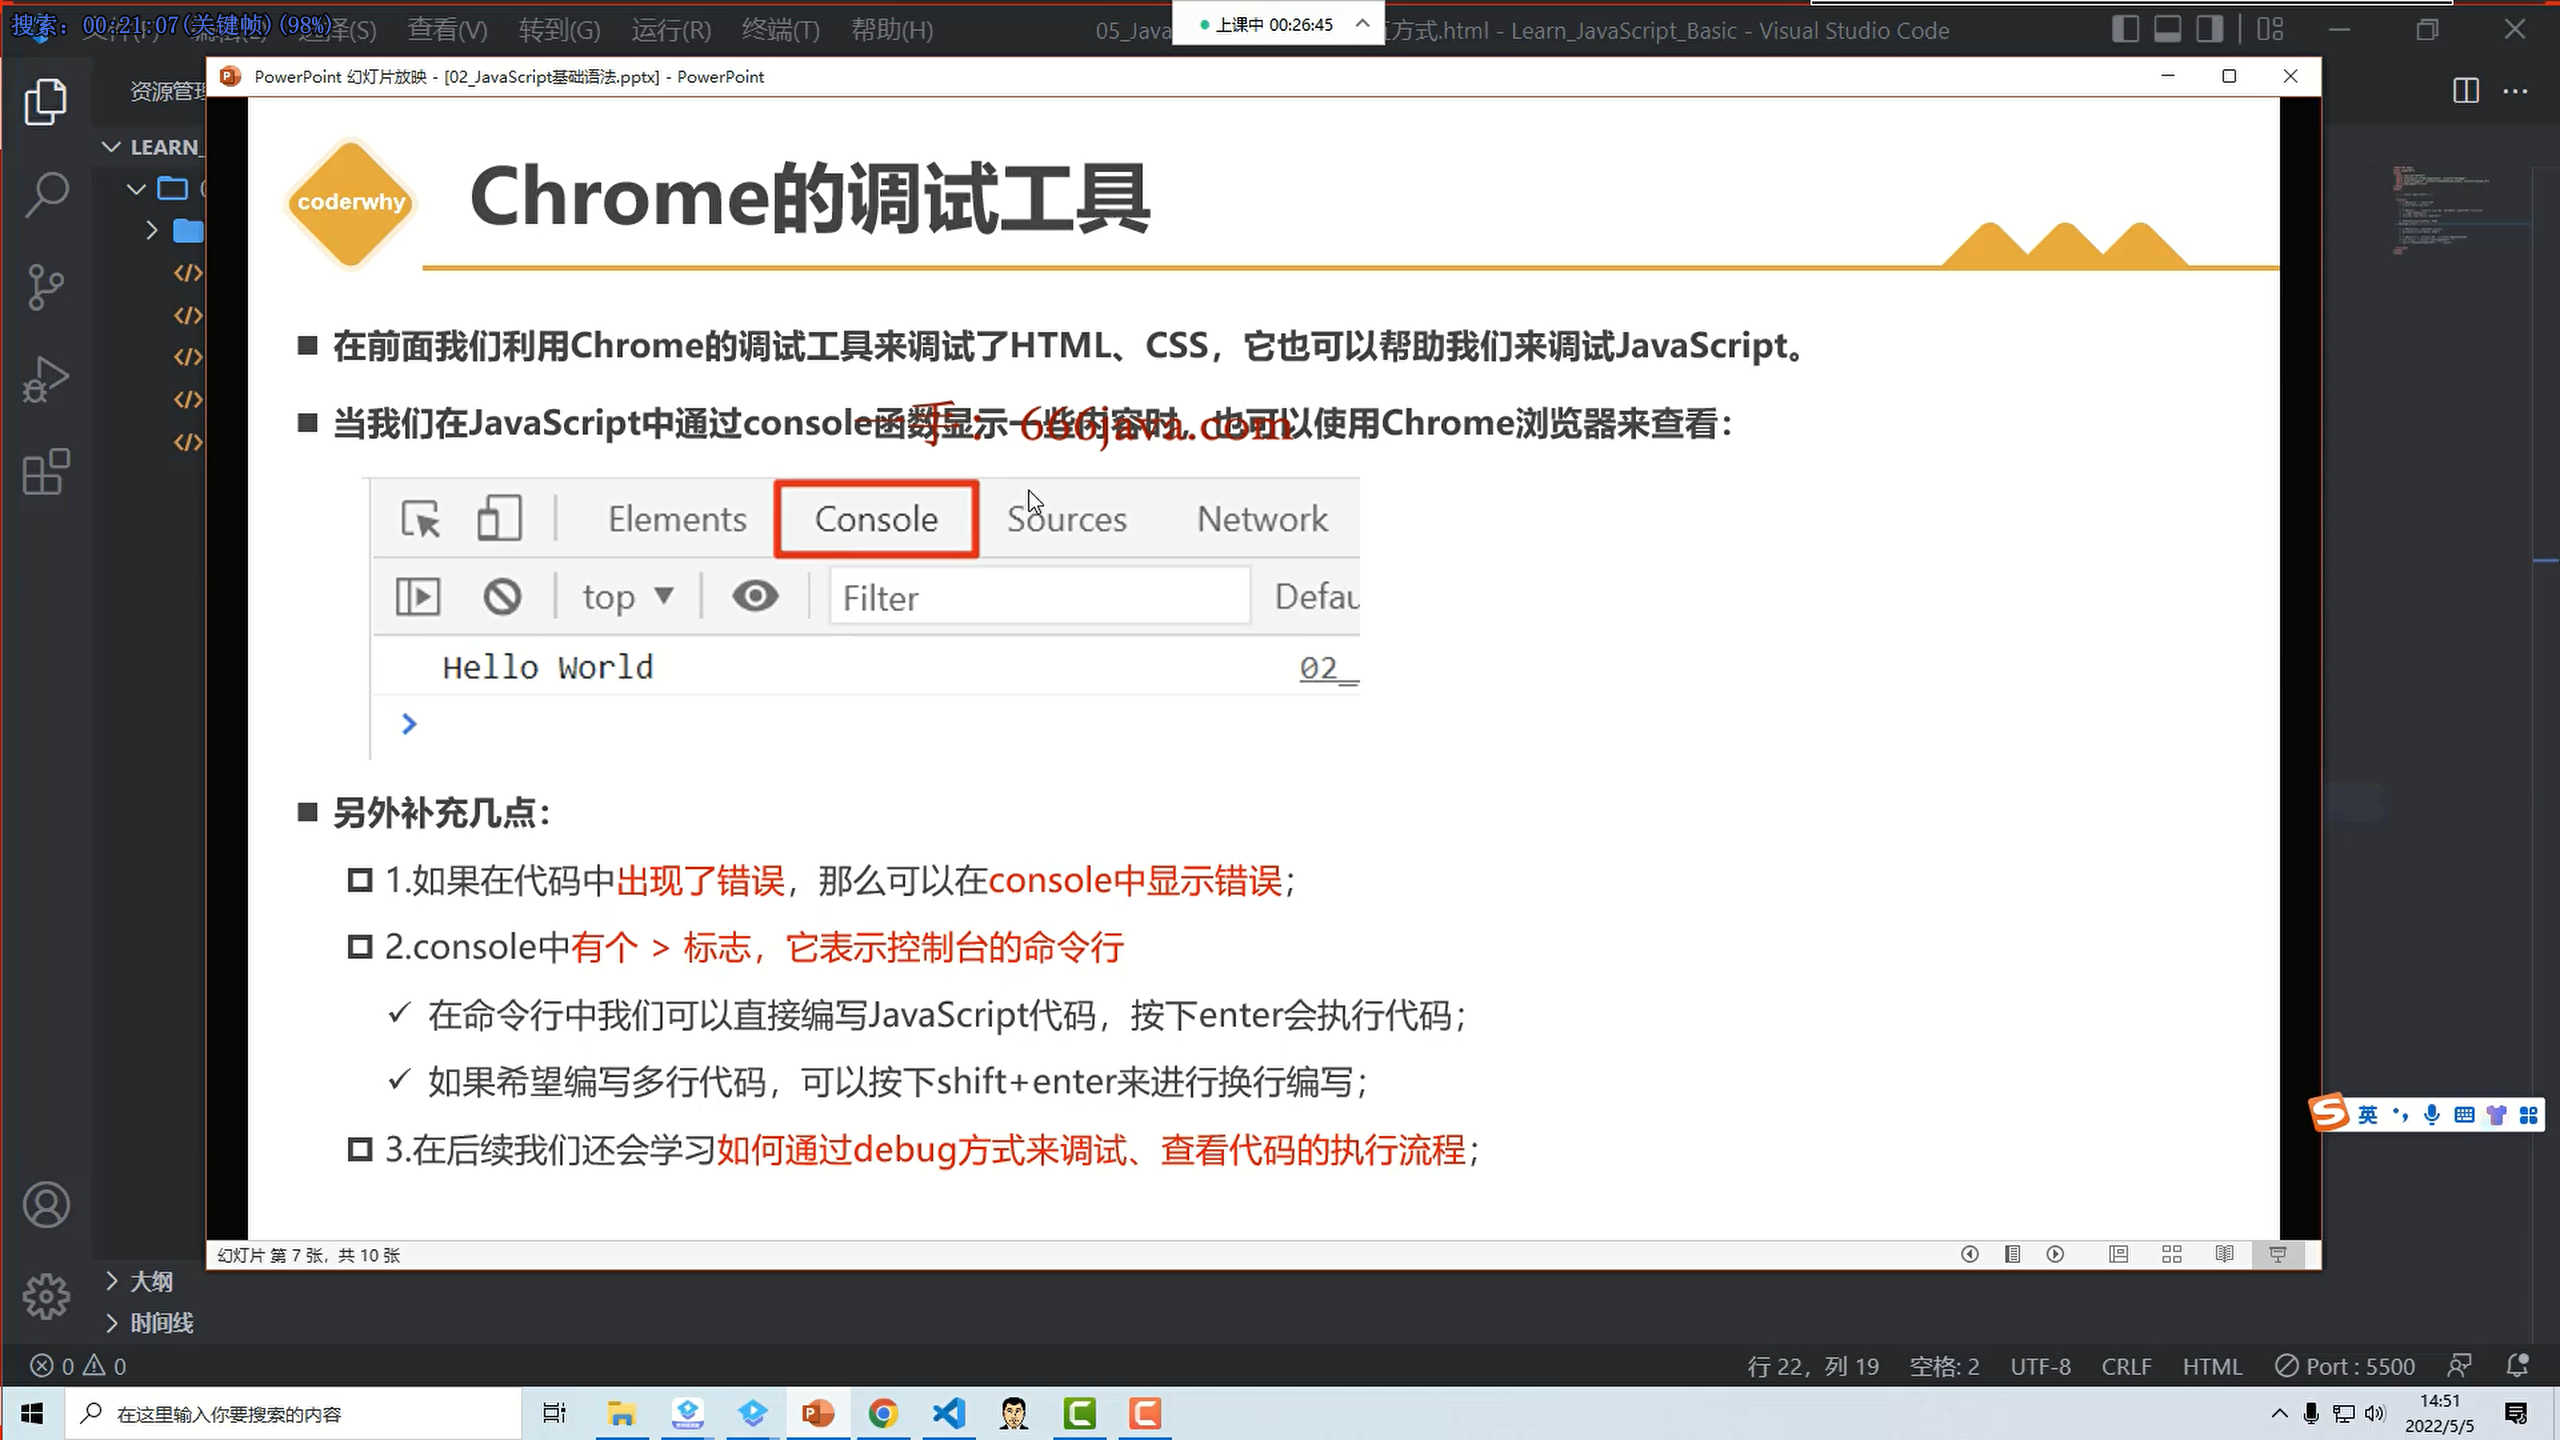 搜索: 00:21:07(关键帧)(98%)
查看(V) 转到(G) 运行(R) 终端(T) 帮助(H)
05_Java
上课中 00:26:45
方式.html - Learn_JavaScript_Basic - Visual Studio Code
资源管理
PowerPoint 幻灯片放映 - [02_JavaScript基础语法.pptx] - PowerPoint
LEARN_
coderwhy
Chrome的调试工具
在前面我们利用Chrome的调试工具来调试了HTML、CSS，它也可以帮助我们来调试JavaScript。
当我们在JavaScript中通过console函数显示一些内容时，也可以使用Chrome浏览器来查看：
一手：666java.com
Elements Console Sources Network
top ▼ Filter Defau
Hello World 02_
>
另外补充几点：
1.如果在代码中出现了错误，那么可以在console中显示错误；
2.console中有个 > 标志，它表示控制台的命令行
✓ 在命令行中我们可以直接编写JavaScript代码，按下enter会执行代码；
✓ 如果希望编写多行代码，可以按下shift+enter来进行换行编写；
3.在后续我们还会学习如何通过debug方式来调试、查看代码的执行流程；
英
幻灯片 第 7 张，共 10 张
大纲
时间线
0 0
行 22，列 19 空格: 2 UTF-8 CRLF HTML Port : 5500
在这里输入你要搜索的内容
14:51
2022/5/5